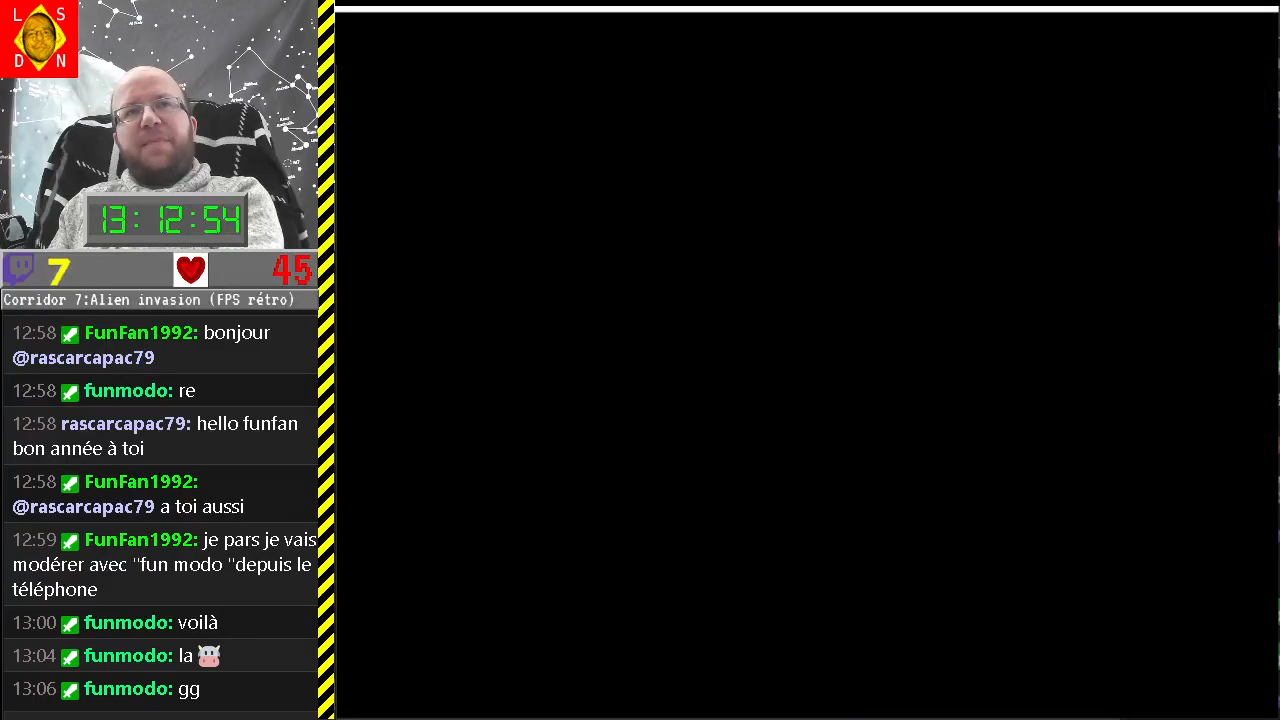 L S
D N
13:12:54
7 45
Corridor 7:Alien invasion (FPS rétro)
12:58 FunFan1992: bonjour
@rascarcapac79
12:58 funmodo: re
12:58 rascarcapac79: hello funfan
bon année à toi
12:58 FunFan1992:
@rascarcapac79 a toi aussi
12:59 FunFan1992: je pars je vais
modérer avec "fun modo "depuis le
téléphone
13:00 funmodo: voilà
13:04 funmodo: la
13:06 funmodo: gg